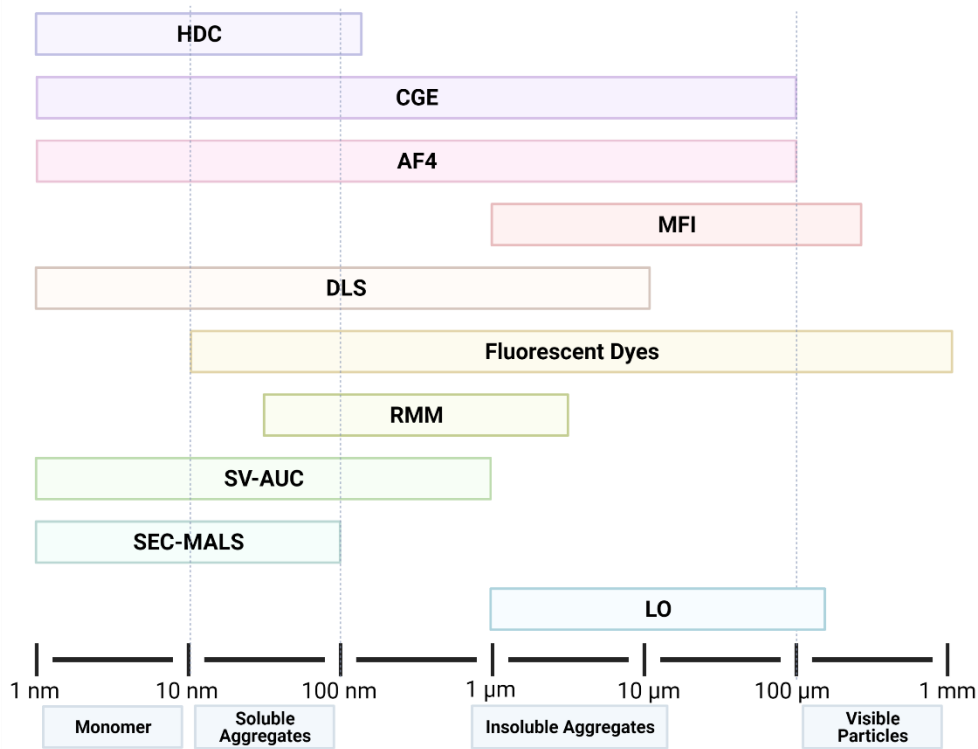 HDC
CGE
AF4
MFI
DLS
Fluorescent Dyes
RMM
SV-AUC
SEC-MALS
LO
1 nm 10 nm 100 nm 1 μm 10 μm 100 μm 1 mm
Monomer
Soluble
Aggregates
Insoluble Aggregates
Visible
Particles